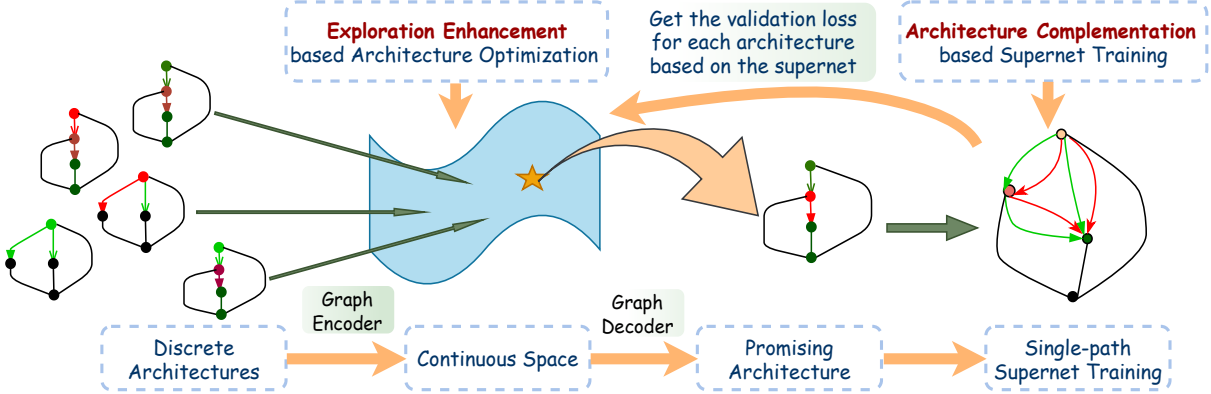 Exploration Enhancement
based Architecture Optimization
Get the validation loss
for each architecture
based on the supernet
Architecture Complementation
based Supernet Training
Graph
Encoder
Graph
Decoder
Discrete
Architectures
Continuous Space
Promising
Architecture
Single-path
Supernet Training